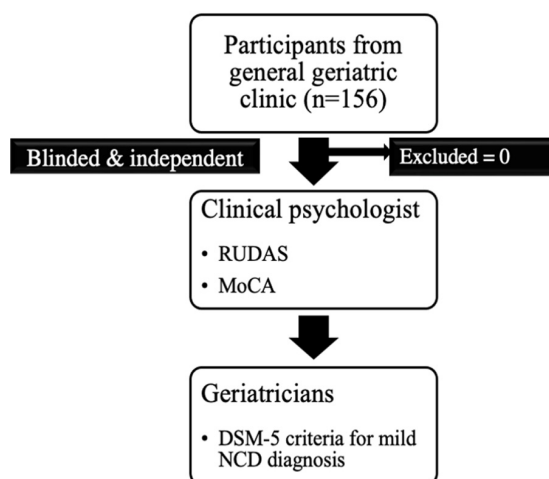 Participants from
general geriatric
clinic (n=156)
Blinded & independent
Excluded = 0
Clinical psychologist
• RUDAS
• MoCA
Geriatricians
• DSM-5 criteria for mild
NCD diagnosis